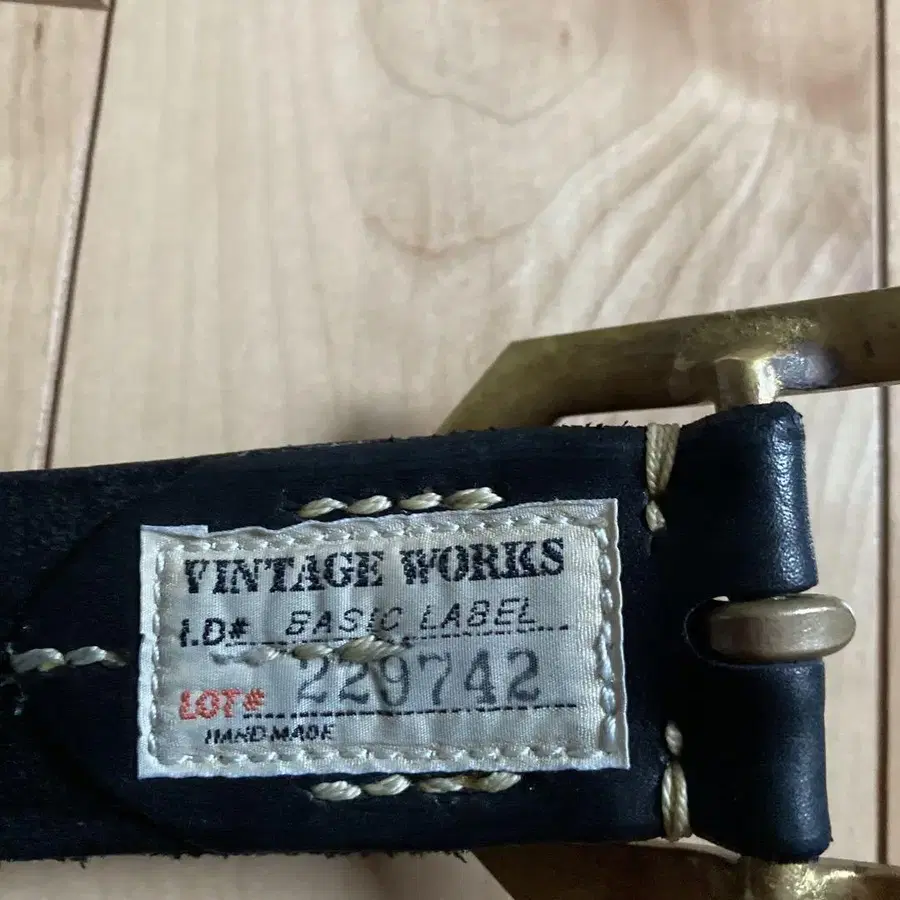 VINTAGE WORKS
I.D# BASIC LABEL
LOT# 229742
HAND MADE